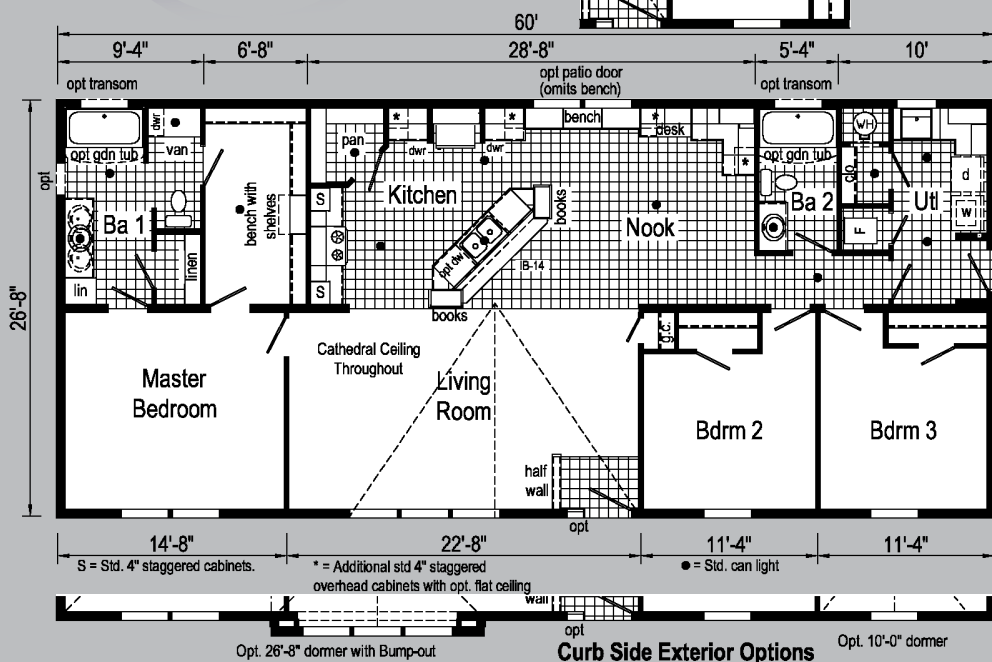 60'
9'-4" 6'-8" 28'-8" 5'-4" 10'
opt transom
opt patio door
(omits bench)
opt transom
dwr
van
opt gdn tub
opt
Ba 1
lin
linen
bench with
shelves
pan
S
S
*
dwr
dwr
*
Kitchen
opt dw
books
IB-14
books
bench
*
desk
*
Nook
opt gdn tub
Ba 2
WH
clo
F
Utl
d
w
26'-8"
Master
Bedroom
Cathedral Ceiling
Throughout
Living
Room
half
wall
opt
g.c.
Bdrm 2
Bdrm 3
14'-8" 22'-8" 11'-4" 11'-4"
S = Std. 4" staggered cabinets.
* = Additional std 4" staggered
overhead cabinets with opt. flat ceiling
● = Std. can light
wall
opt
Opt. 26'-8" dormer with Bump-out
Curb Side Exterior Options
Opt. 10'-0" dormer